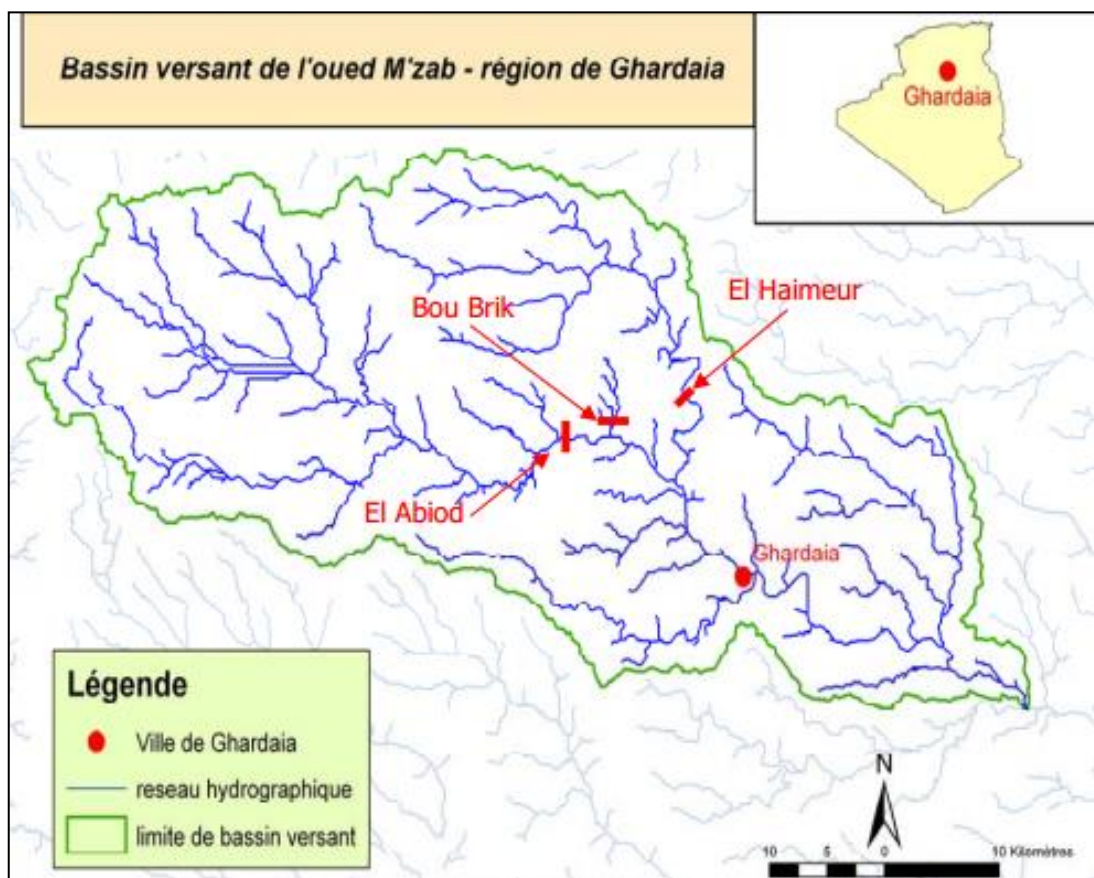 Bassin versant de l'oued M'zab - région de Ghardaia
Ghardaia
El Haimeur
Bou Brik
El Abiod
Ghardaia
Légende
Ville de Ghardaia
reseau hydrographique
limite de bassin versant
N
10 5 0 10 Kilomètres